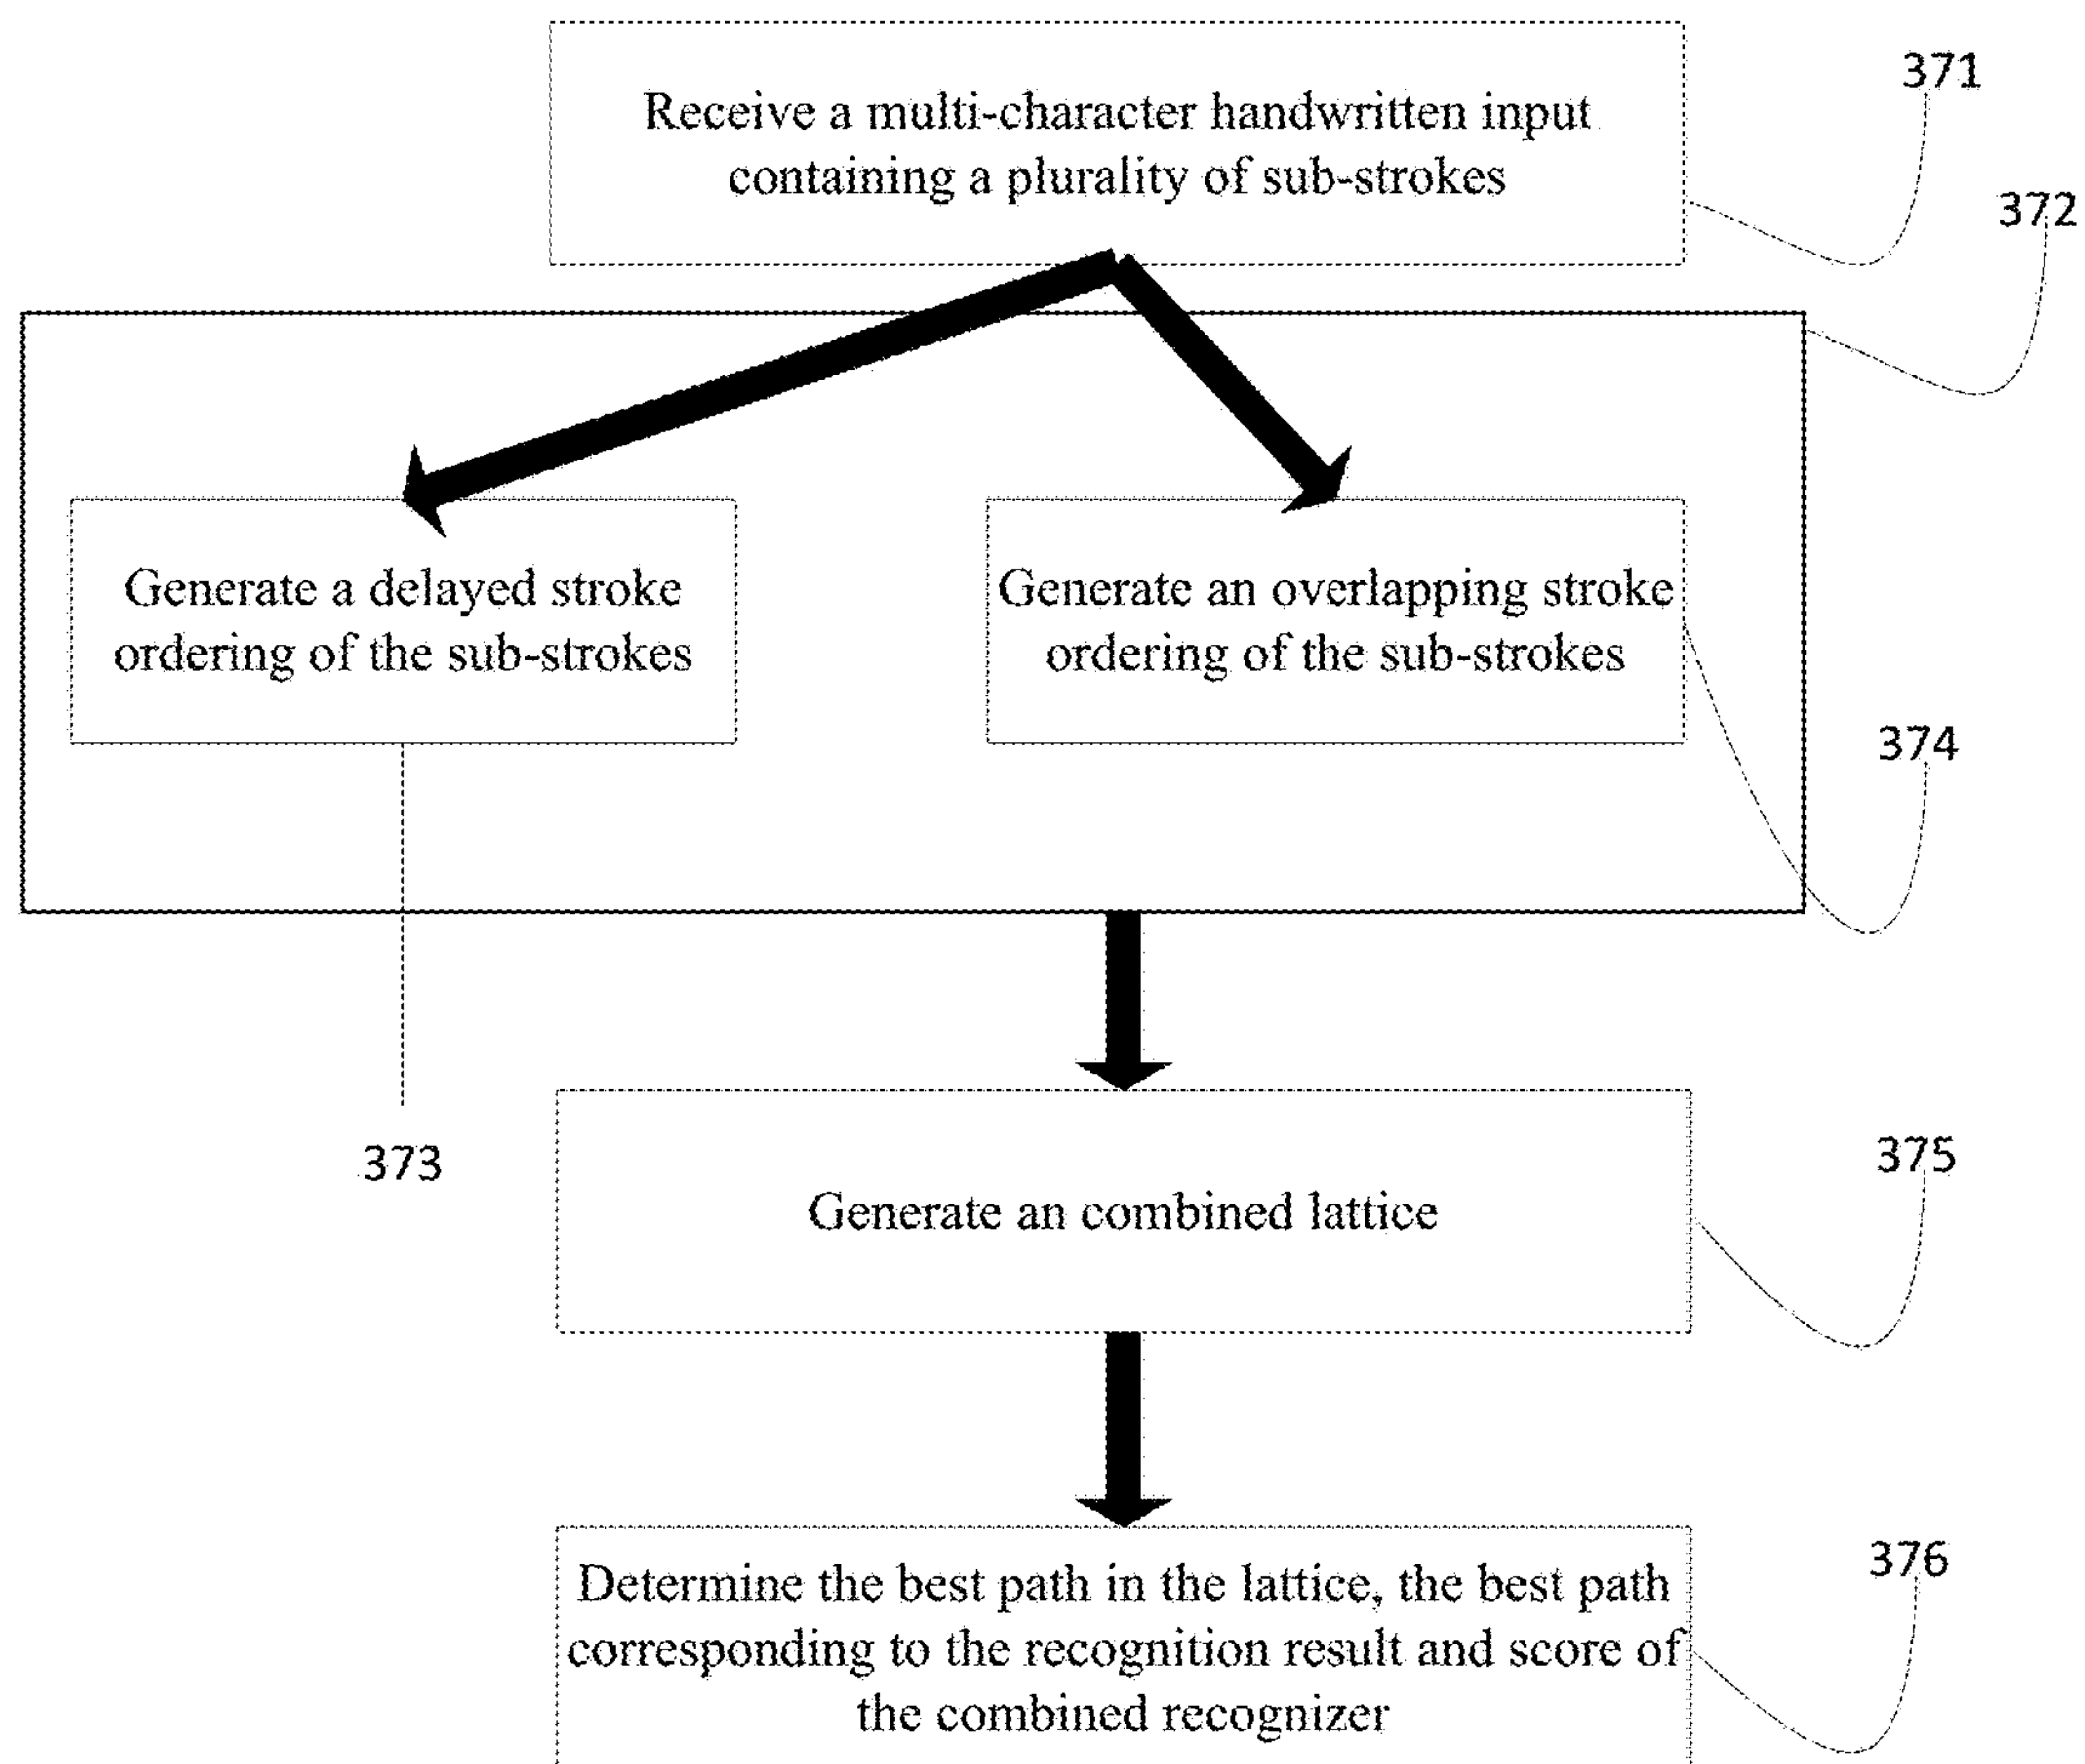 371
Receive a multi-character handwritten input
containing a plurality of sub-strokes
372
Generate a delayed stroke
ordering of the sub-strokes
Generate an overlapping stroke
ordering of the sub-strokes
374
373
375
Generate an combined lattice
376
Determine the best path in the lattice, the best path
corresponding to the recognition result and score of
the combined recognizer